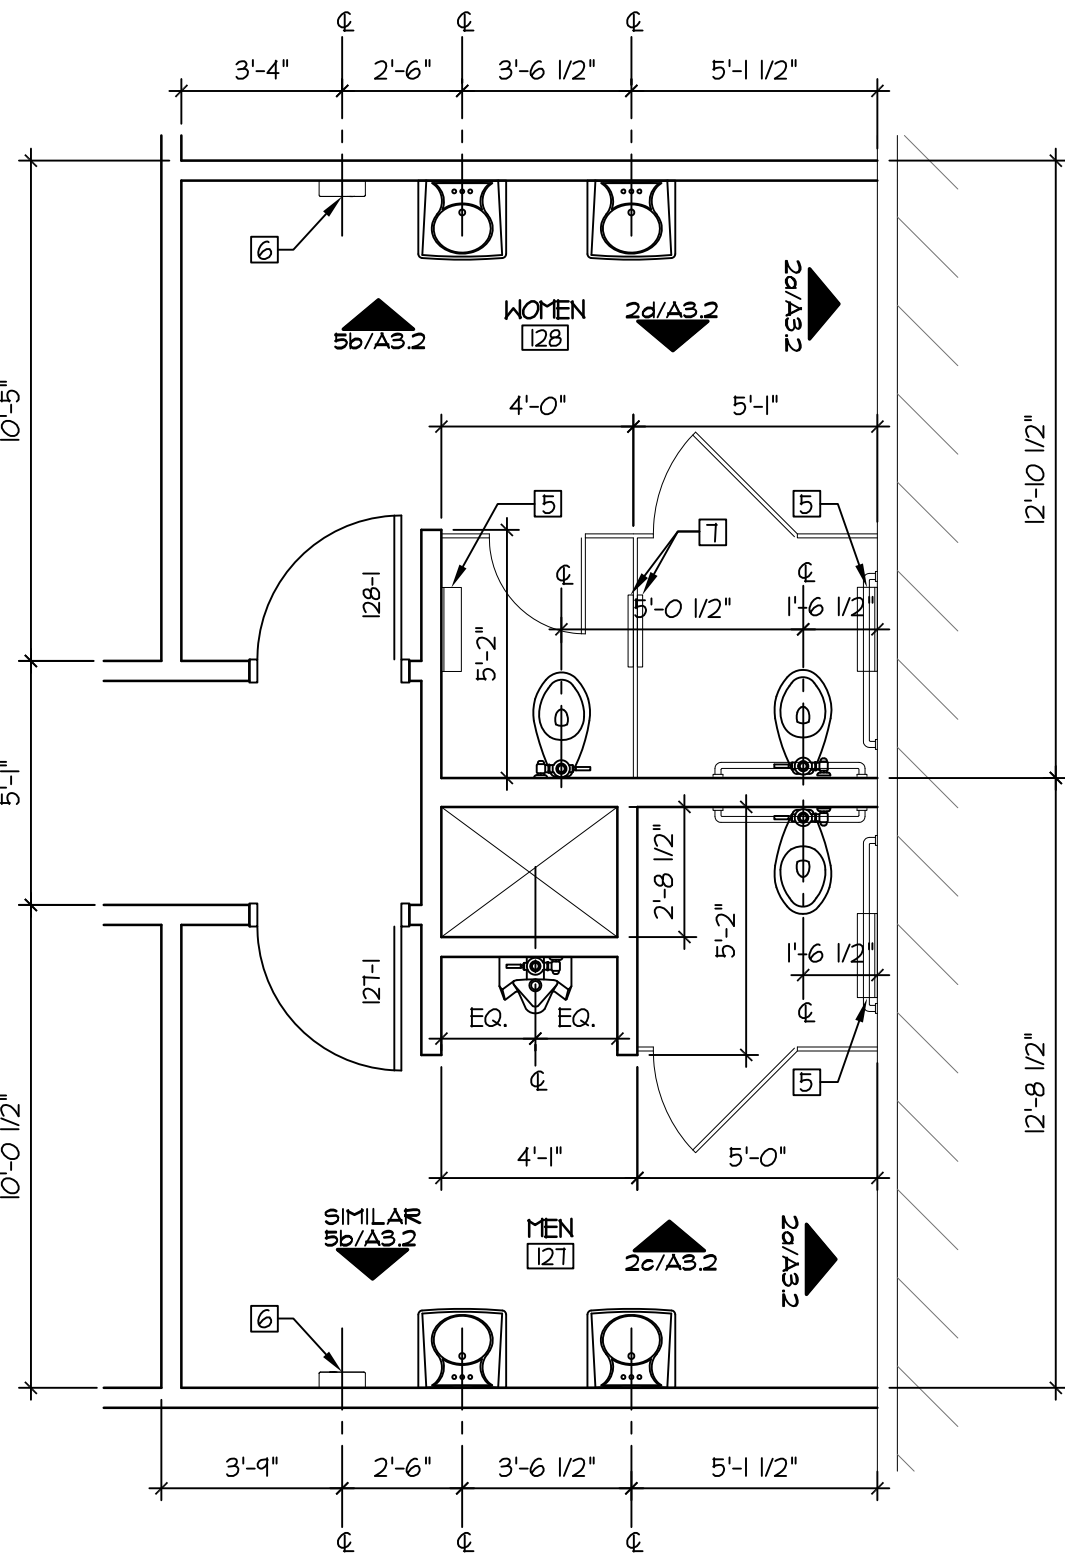 ℄ ℄ ℄
3'-4" 2'-6" 3'-6 1/2" 5'-1 1/2"
6
5b/A3.2
WOMEN
128
2d/A3.2
2a/A3.2
10'-5"
12'-10 1/2"
4'-0" 5'-1"
5
7
5
128-1
℄ ℄
5'-0 1/2" 1'-6 1/2"
5'-2"
5'-1"
2'-8 1/2"
5'-2"
1'-6 1/2"
℄
127-1
EQ. EQ.
℄
5
10'-0 1/2"
12'-8 1/2"
4'-1" 5'-0"
SIMILAR
5b/A3.2
MEN
127
2c/A3.2
2a/A3.2
6
3'-9" 2'-6" 3'-6 1/2" 5'-1 1/2"
℄ ℄ ℄